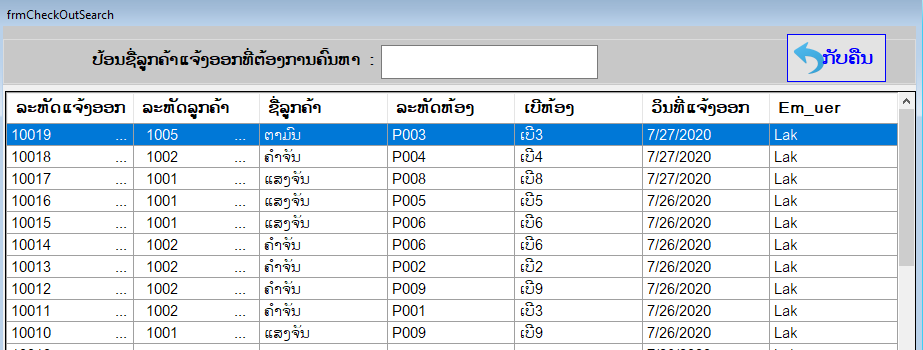 frmCheckOutSearch
ປ້ອນຊື່ລູກຄ້າແຈ້ງອອກທີ່ຕ້ອງການຄົ້ນຫາ :
ກັບຄືນ
ລະຫັດແຈ້ງອອກ ລະຫັດລູກຄ້າ ຊື່ລູກຄ້າ ລະຫັດຫ້ອງ ເບີຫ້ອງ ວັນທີ່ແຈ້ງອອກ Em_uer
10019 ... 1005 ... ຕາມົນ P003 ເບີ3 7/27/2020 Lak
10018 ... 1002 ... ຄຳຈັນ P004 ເບີ4 7/27/2020 Lak
10017 ... 1001 ... ແສງຈັນ P008 ເບີ8 7/27/2020 Lak
10016 ... 1001 ... ແສງຈັນ P005 ເບີ5 7/26/2020 Lak
10015 ... 1001 ... ແສງຈັນ P006 ເບີ6 7/26/2020 Lak
10014 ... 1002 ... ຄຳຈັນ P006 ເບີ6 7/26/2020 Lak
10013 ... 1002 ... ຄຳຈັນ P002 ເບີ2 7/26/2020 Lak
10012 ... 1002 ... ຄຳຈັນ P009 ເບີ9 7/26/2020 Lak
10011 ... 1002 ... ຄຳຈັນ P001 ເບີ3 7/26/2020 Lak
10010 ... 1001 ... ແສງຈັນ P009 ເບີ9 7/26/2020 Lak